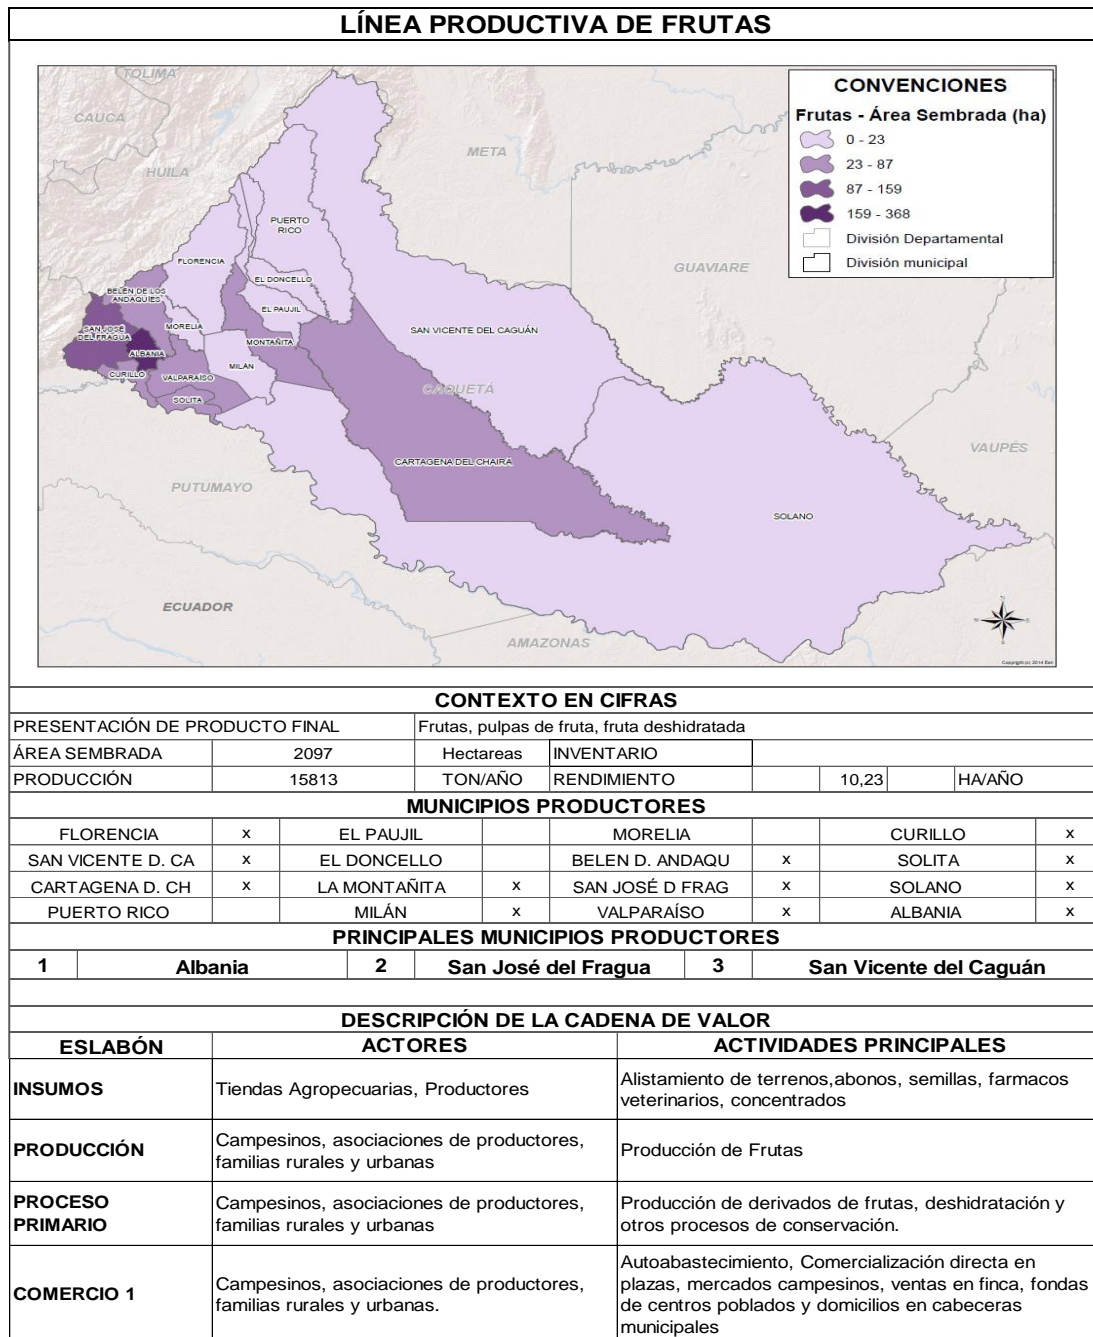 LÍNEA PRODUCTIVA DE FRUTAS
TOLIMA
CAUCA
HUILA
META
GUAVIARE
VAUPÉS
CAQUETÁ
PUTUMAYO
ECUADOR
AMAZONAS
PUERTO
RICO
FLORENCIA
EL DONCELLO
BELÉN DE LOS
ANDAQUÍES
EL PAUJIL
SAN JOSÉ
DEL FRAGUA
MORELIA
SAN VICENTE DEL CAGUÁN
MONTAÑITA
ALBANIA
MILÁN
CURILLO
VALPARAÍSO
SOLITA
CARTAGENA DEL CHAIRÁ
SOLANO
CONVENCIONES
Frutas - Área Sembrada (ha)
0 - 23
23 - 87
87 - 159
159 - 368
División Departamental
División municipal
Copyright (c) 2014 Esri
CONTEXTO EN CIFRAS
PRESENTACIÓN DE PRODUCTO FINAL Frutas, pulpas de fruta, fruta deshidratada
ÁREA SEMBRADA 2097 Hectareas INVENTARIO
PRODUCCIÓN 15813 TON/AÑO RENDIMIENTO 10,23 HA/AÑO
MUNICIPIOS PRODUCTORES
FLORENCIA x EL PAUJIL MORELIA CURILLO x
SAN VICENTE D. CA x EL DONCELLO BELEN D. ANDAQU x SOLITA x
CARTAGENA D. CH x LA MONTAÑITA x SAN JOSÉ D FRAG x SOLANO x
PUERTO RICO MILÁN x VALPARAÍSO x ALBANIA x
PRINCIPALES MUNICIPIOS PRODUCTORES
1 Albania 2 San José del Fragua 3 San Vicente del Caguán
DESCRIPCIÓN DE LA CADENA DE VALOR
ESLABÓN ACTORES ACTIVIDADES PRINCIPALES
INSUMOS
Tiendas Agropecuarias, Productores
Alistamiento de terrenos,abonos, semillas, farmacos
veterinarios, concentrados
PRODUCCIÓN
Campesinos, asociaciones de productores,
familias rurales y urbanas
Producción de Frutas
PROCESO
PRIMARIO
Campesinos, asociaciones de productores,
familias rurales y urbanas
Producción de derivados de frutas, deshidratación y
otros procesos de conservación.
COMERCIO 1
Campesinos, asociaciones de productores,
familias rurales y urbanas.
Autoabastecimiento, Comercialización directa en
plazas, mercados campesinos, ventas en finca, fondas
de centros poblados y domicilios en cabeceras
municipales